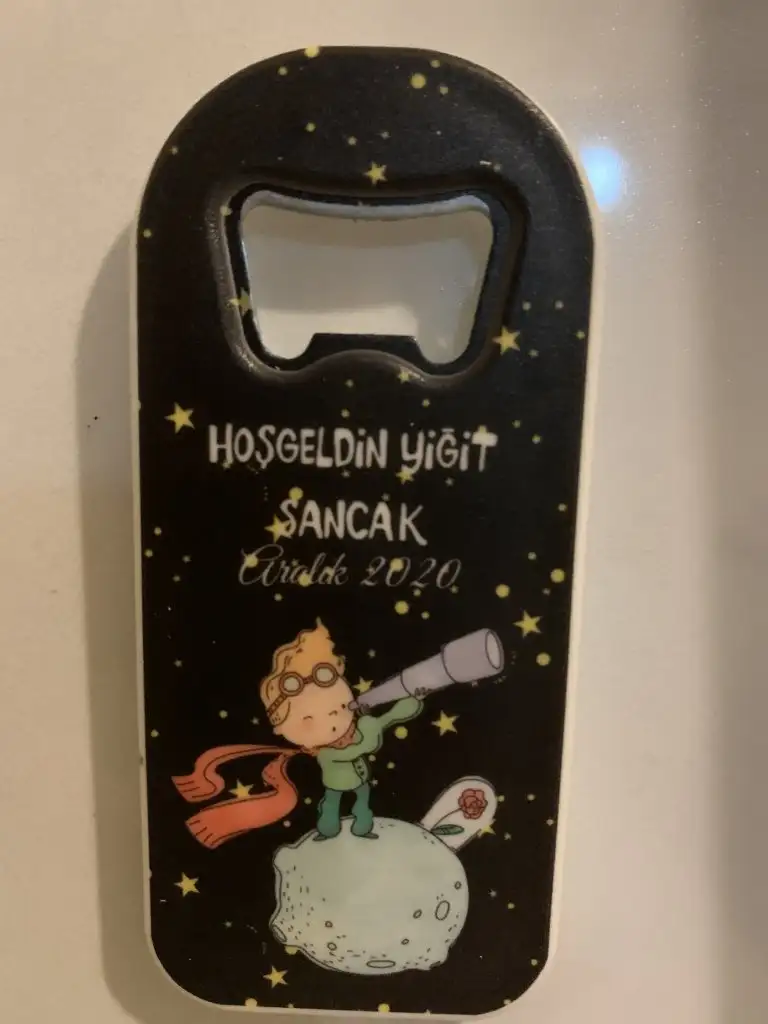 HOŞGELDİN YİĞİT
SANCAK
Aralık 2020